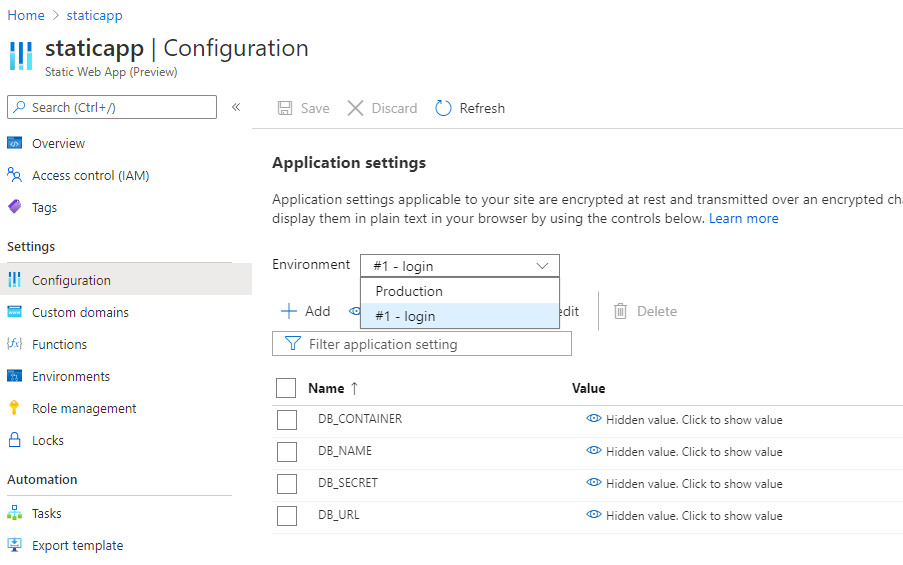 Home > staticapp
staticapp | Configuration
Static Web App (Preview)
Search (Ctrl+/)
«
Overview
Access control (IAM)
Tags
Settings
Configuration
Custom domains
Functions
Environments
Role management
Locks
Automation
Tasks
Export template
Save Discard Refresh
Application settings
Application settings applicable to your site are encrypted at rest and transmitted over an encrypted cha
display them in plain text in your browser by using the controls below. Learn more
Environment #1 - login
Production
#1 - login
Add edit Delete
Filter application setting
Name ↑ Value
DB_CONTAINER Hidden value. Click to show value
DB_NAME Hidden value. Click to show value
DB_SECRET Hidden value. Click to show value
DB_URL Hidden value. Click to show value